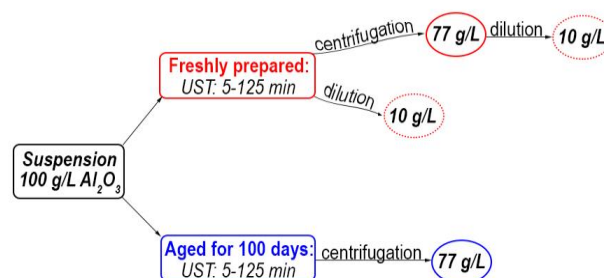 centrifugation
77 g/L
dilution
10 g/L
Freshly prepared:
UST: 5-125 min
dilution
10 g/L
Suspension
100 g/L Al₂O₃
Aged for 100 days:
UST: 5-125 min
centrifugation
77 g/L